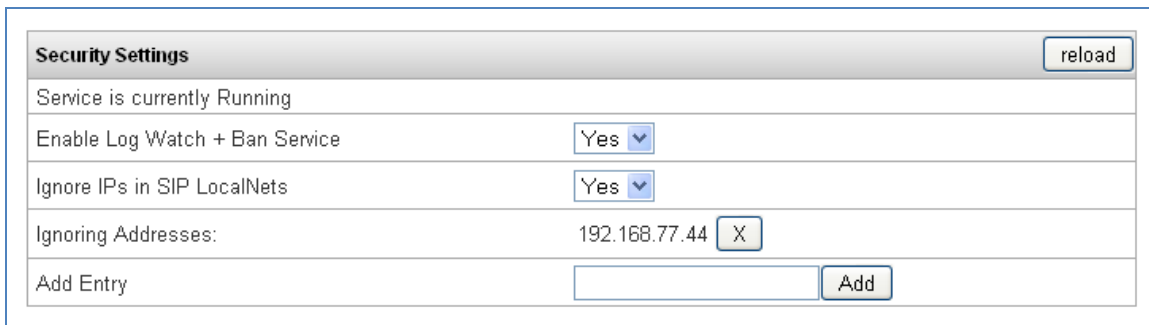 Security Settings reload
Service is currently Running
Enable Log Watch + Ban Service Yes
Ignore IPs in SIP LocalNets Yes
Ignoring Addresses: 192.168.77.44 X
Add Entry Add